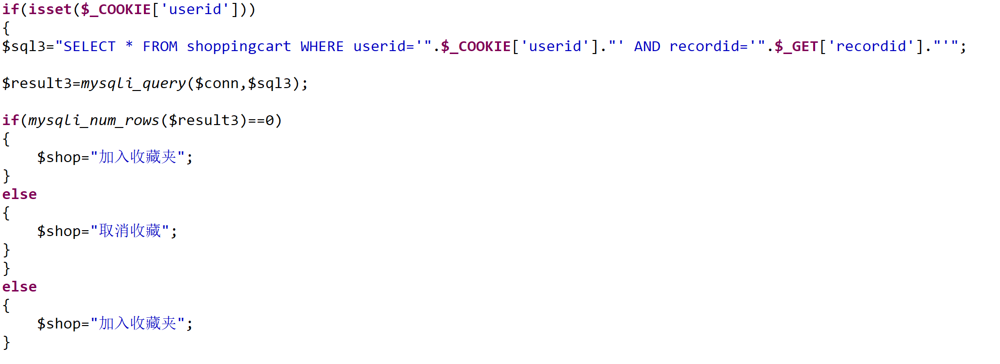 if(isset($_COOKIE['userid']))
{
$sql3="SELECT * FROM shoppingcart WHERE userid='".$_COOKIE['userid']."' AND recordid='".$_GET['recordid']."'";
$result3=mysqli_query($conn,$sql3);
if(mysqli_num_rows($result3)==0)
{
    $shop="加入收藏夹";
}
else
{
    $shop="取消收藏";
}
}
else
{
    $shop="加入收藏夹";
}